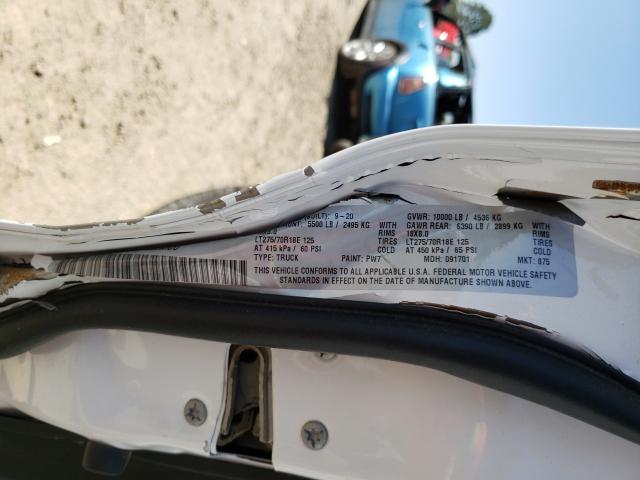 BUILT): 9-20 GVWR: 10000 LB / 4536 KG
5500 LB / 2495 KG WITH GAWR REAR: 6390 LB / 2899 KG WITH
RIMS 18X8.0 RIMS
LT275/70R18E 125 TIRES LT275/70R18E 125 TIRES
AT 415 kPa / 60 PSI COLD AT 450 kPa / 65 PSI COLD
TYPE: TRUCK PAINT: PW7 MDH: 091701 MKT: 875
THIS VEHICLE CONFORMS TO ALL APPLICABLE U.S.A. FEDERAL MOTOR VEHICLE SAFETY
STANDARDS IN EFFECT ON THE DATE OF MANUFACTURE SHOWN ABOVE.